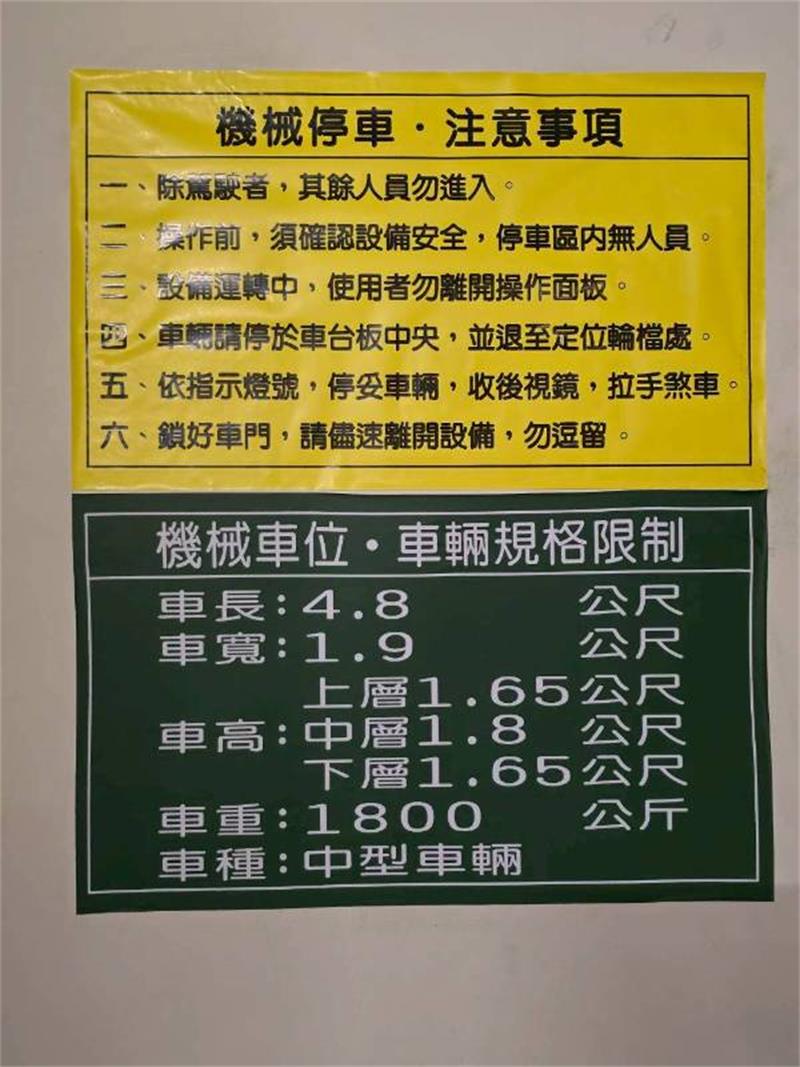 機械停車·注意事項
一、除駕駛者，其餘人員勿進入。
二、操作前，須確認設備安全，停車區內無人員。
三、設備運轉中，使用者勿離開操作面板。
四、車輛請停於車台板中央，並退至定位輪檔處。
五、依指示燈號，停妥車輛，收後視鏡，拉手煞車。
六、鎖好車門，請儘速離開設備，勿逗留。
機械車位·車輛規格限制
車長：4.8 公尺
車寬：1.9 公尺
上層1.65公尺
車高：中層1.8 公尺
下層1.65公尺
車重：1800 公斤
車種：中型車輛